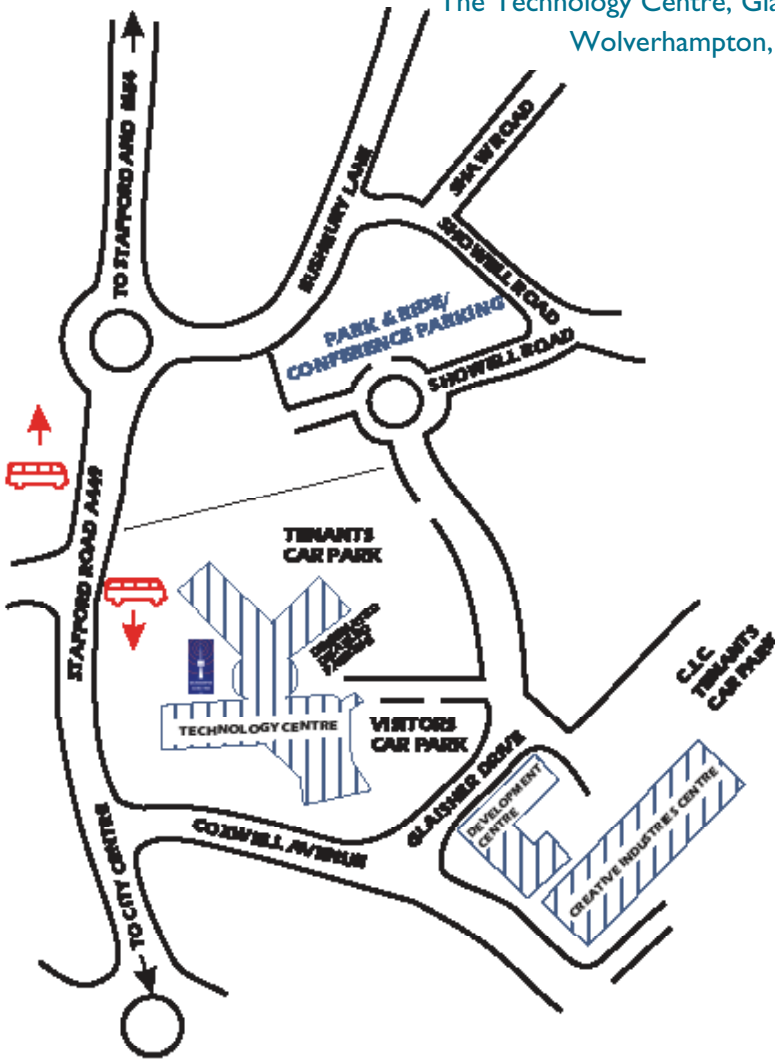 The Technology Centre, Gla
Wolverhampton,
TO STAFFORD AND M54
BUSHBURY LANE
SHAW ROAD
SHOWELL ROAD
PARK & RIDE/
CONFERENCE PARKING
SHOWELL ROAD
STAFFORD ROAD A449
TENANTS
CAR PARK
C.I.C.
TENANTS
CAR PARK
TECHNOLOGY CENTRE
VISITORS
CAR PARK
GLAISHER DRIVE
DEVELOPMENT
CENTRE
CREATIVE INDUSTRIES CENTRE
COXWELL AVENUE
TO CITY CENTRE